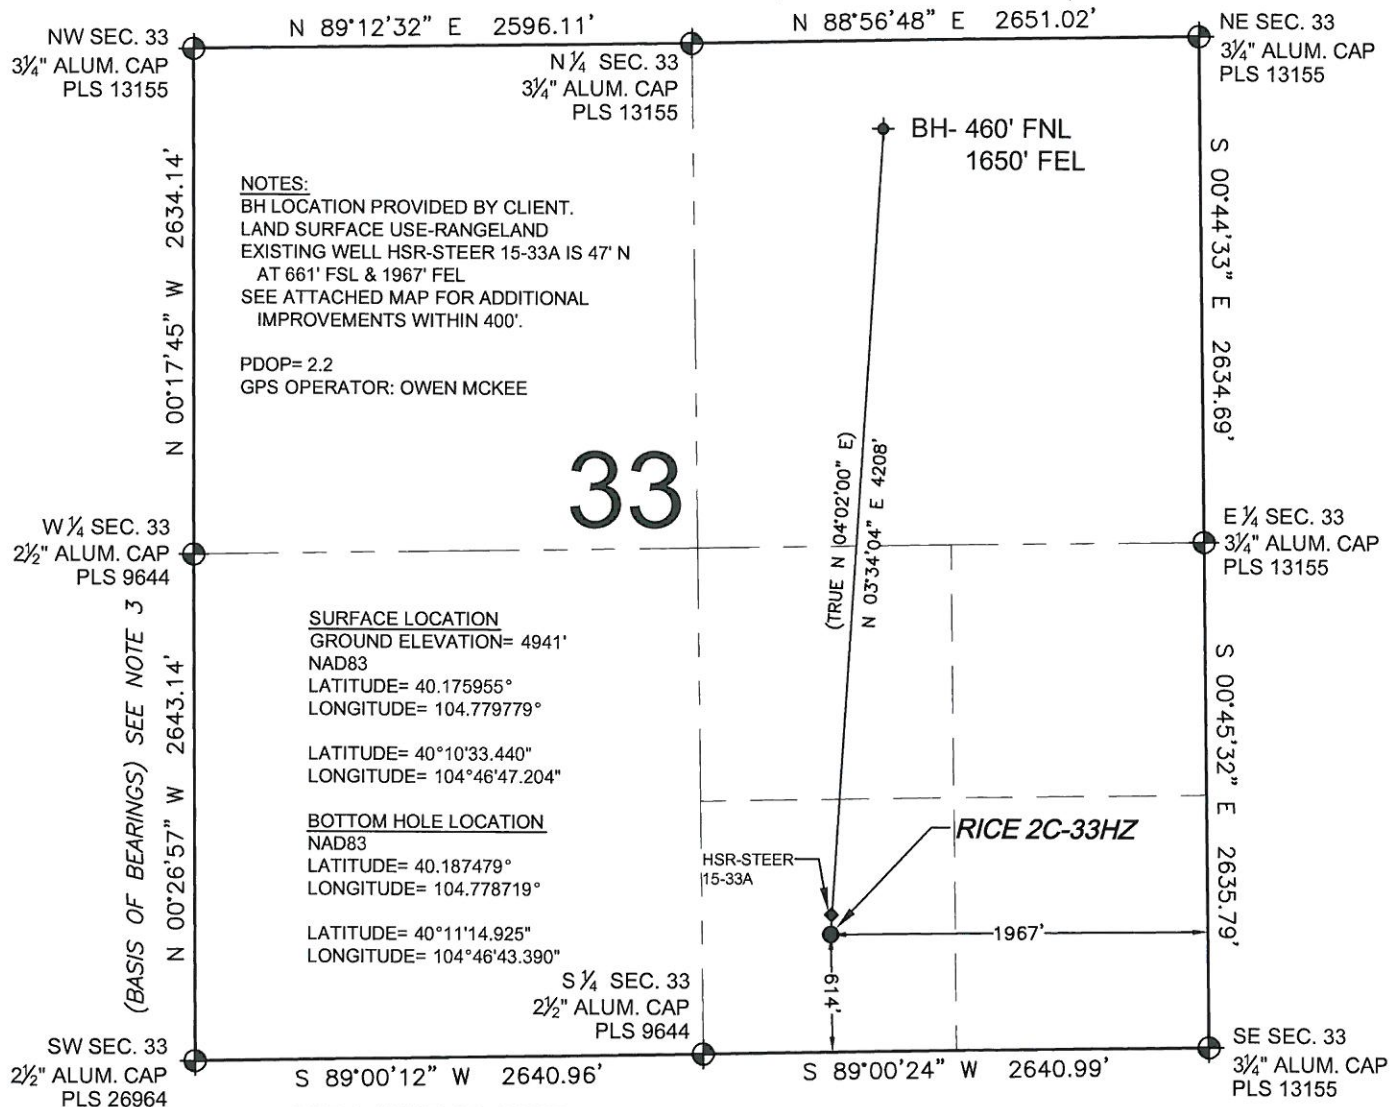 N 89°12'32" E 2596.11'
N 88°56'48" E 2651.02'
NW SEC. 33
3¼" ALUM. CAP
PLS 13155
N ¼ SEC. 33
3¼" ALUM. CAP
PLS 13155
NE SEC. 33
3¼" ALUM. CAP
PLS 13155
BH- 460' FNL
1650' FEL
N 00°17'45" W 2634.14'
S 00°44'33" E 2634.69'
NOTES:
BH LOCATION PROVIDED BY CLIENT.
LAND SURFACE USE-RANGELAND
EXISTING WELL HSR-STEER 15-33A IS 47' N
AT 661' FSL & 1967' FEL
SEE ATTACHED MAP FOR ADDITIONAL
IMPROVEMENTS WITHIN 400'.
PDOP= 2.2
GPS OPERATOR: OWEN MCKEE
33
(TRUE N 04°02'00" E)
N 03°34'04" E 4208'
W ¼ SEC. 33
2½" ALUM. CAP
PLS 9644
E ¼ SEC. 33
3¼" ALUM. CAP
PLS 13155
(BASIS OF BEARINGS) SEE NOTE 3
N 00°26'57" W 2643.14'
S 00°45'32" E 2635.79'
SURFACE LOCATION
GROUND ELEVATION= 4941'
NAD83
LATITUDE= 40.175955°
LONGITUDE= 104.779779°
LATITUDE= 40°10'33.440"
LONGITUDE= 104°46'47.204"
BOTTOM HOLE LOCATION
NAD83
LATITUDE= 40.187479°
LONGITUDE= 104.778719°
LATITUDE= 40°11'14.925"
LONGITUDE= 104°46'43.390"
RICE 2C-33HZ
HSR-STEER
15-33A
1967'
614'
S ¼ SEC. 33
2½" ALUM. CAP
PLS 9644
SW SEC. 33
2½" ALUM. CAP
PLS 26964
SE SEC. 33
3¼" ALUM. CAP
PLS 13155
S 89°00'12" W 2640.96'
S 89°00'24" W 2640.99'